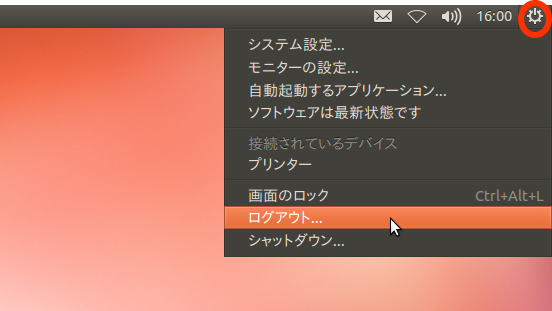 16:00
システム設定...
モニターの設定...
自動起動するアプリケーション...
ソフトウェアは最新状態です
接続されているデバイス
プリンター
画面のロック Ctrl+Alt+L
ログアウト...
シャットダウン...